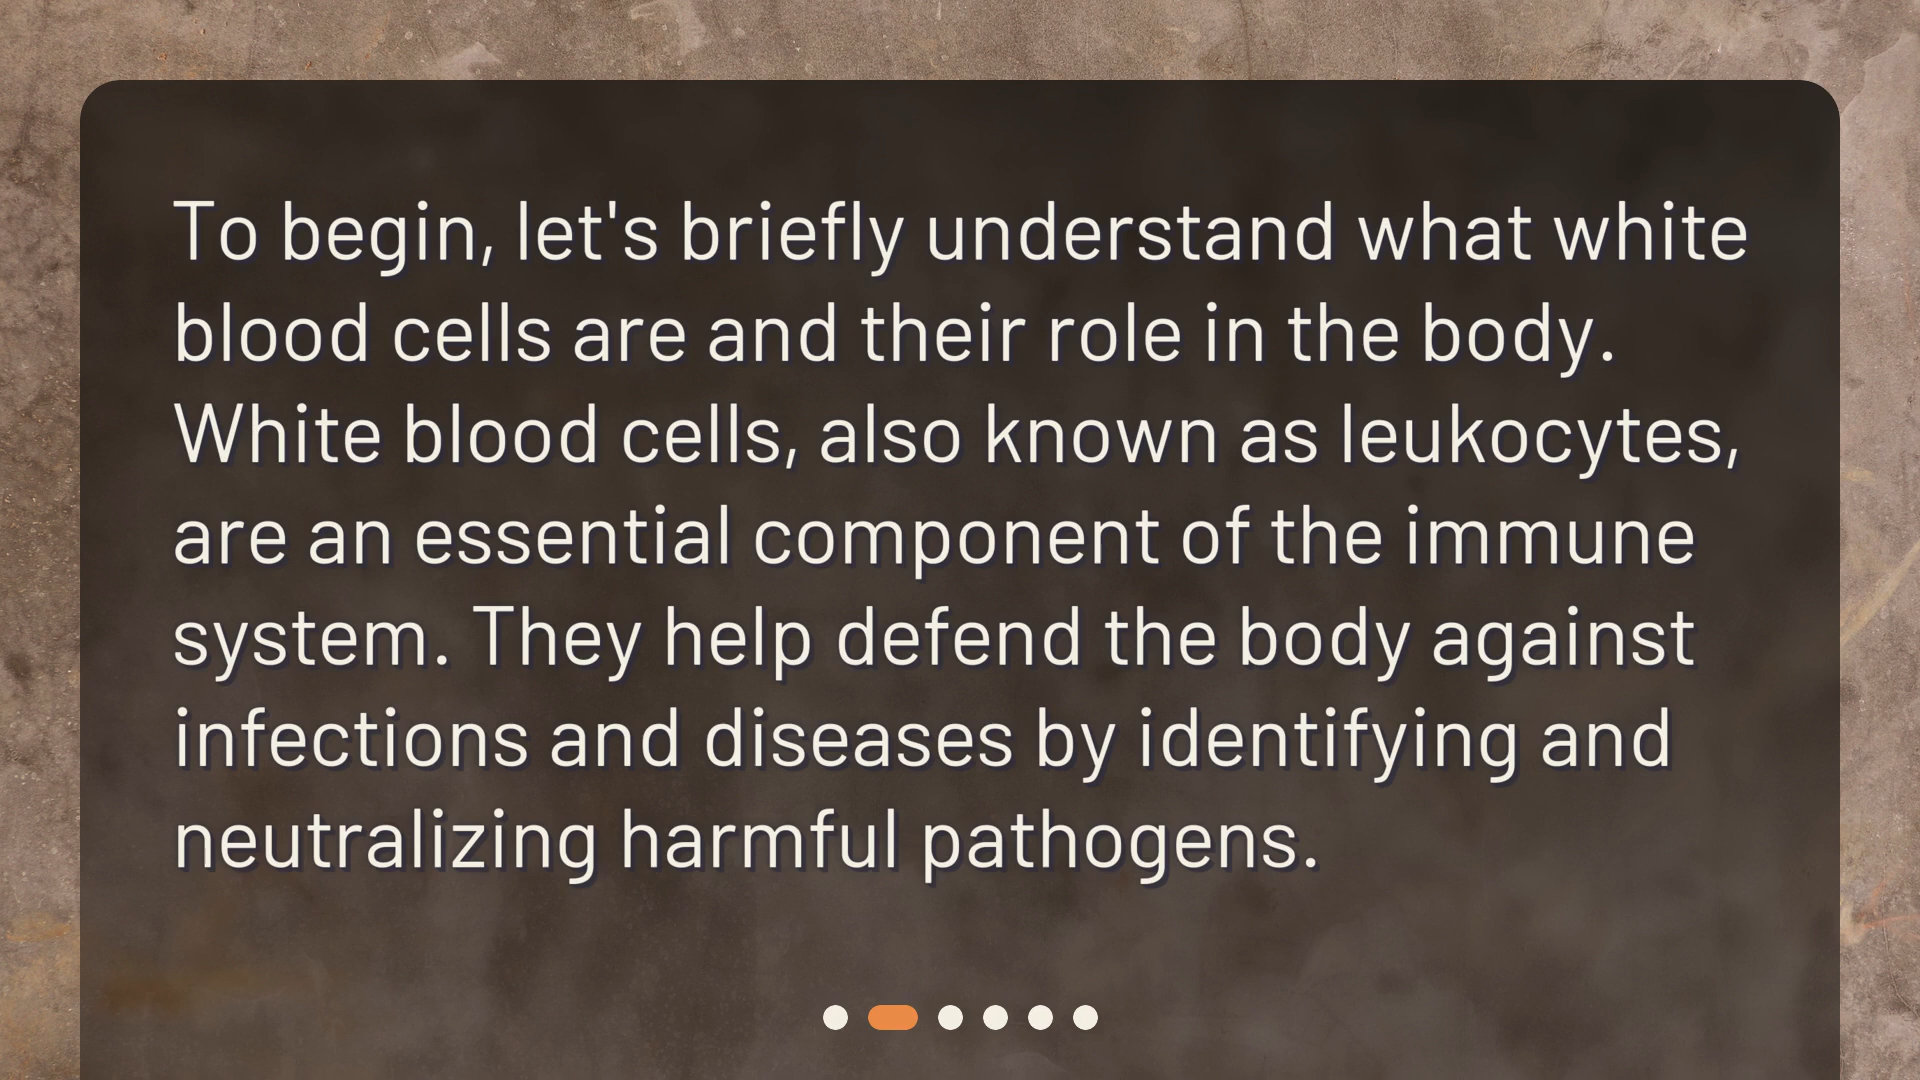 To begin, let's briefly understand what white
blood cells are and their role in the body.
White blood cells, also known as leukocytes,
are an essential component of the immune
system. They help defend the body against
infections and diseases by identifying and
neutralizing harmful pathogens.